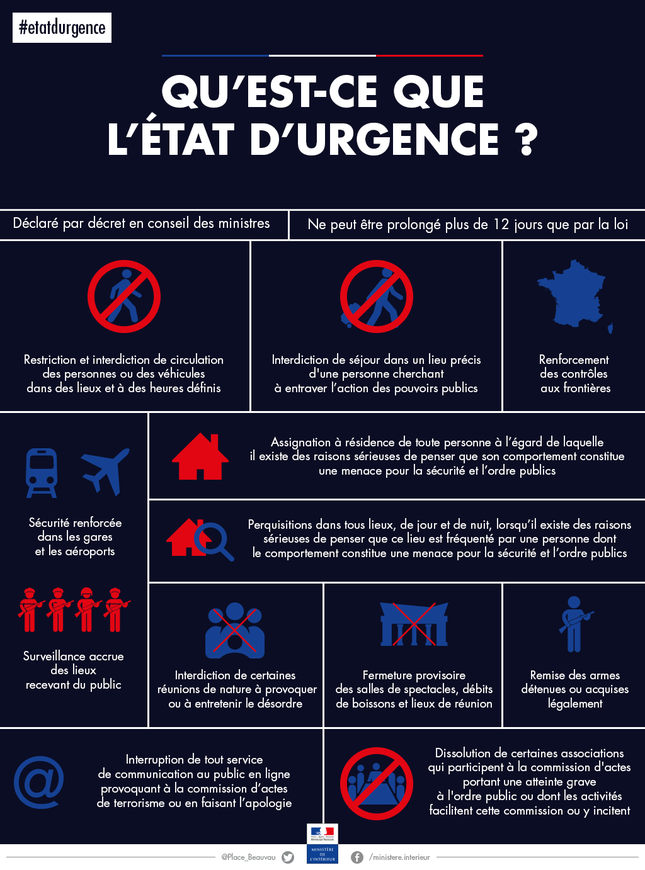 #etatdurgence
QU'EST-CE QUE
L'ÉTAT D'URGENCE ?
Déclaré par décret en conseil des ministres
Ne peut être prolongé plus de 12 jours que par la loi
Restriction et interdiction de circulation
des personnes ou des véhicules
dans des lieux et à des heures définis
Interdiction de séjour dans un lieu précis
d'une personne cherchant
à entraver l'action des pouvoirs publics
Renforcement
des contrôles
aux frontières
Sécurité renforcée
dans les gares
et les aéroports
Surveillance accrue
des lieux
recevant du public
Assignation à résidence de toute personne à l'égard de laquelle
il existe des raisons sérieuses de penser que son comportement constitue
une menace pour la sécurité et l'ordre publics
Perquisitions dans tous lieux, de jour et de nuit, lorsqu'il existe des raisons
sérieuses de penser que ce lieu est fréquenté par une personne dont
le comportement constitue une menace pour la sécurité et l'ordre publics
Interdiction de certaines
réunions de nature à provoquer
ou à entretenir le désordre
Fermeture provisoire
des salles de spectacles, débits
de boissons et lieux de réunion
Remise des armes
détenues ou acquises
légalement
@
Interruption de tout service
de communication au public en ligne
provoquant à la commission d'actes
de terrorisme ou en faisant l'apologie
Dissolution de certaines associations
qui participent à la commission d'actes
portant une atteinte grave
à l'ordre public ou dont les activités
facilitent cette commission ou y incitent
@Place_Beauvau
MINISTÈRE
DE
L'INTÉRIEUR
/ministere.interieur